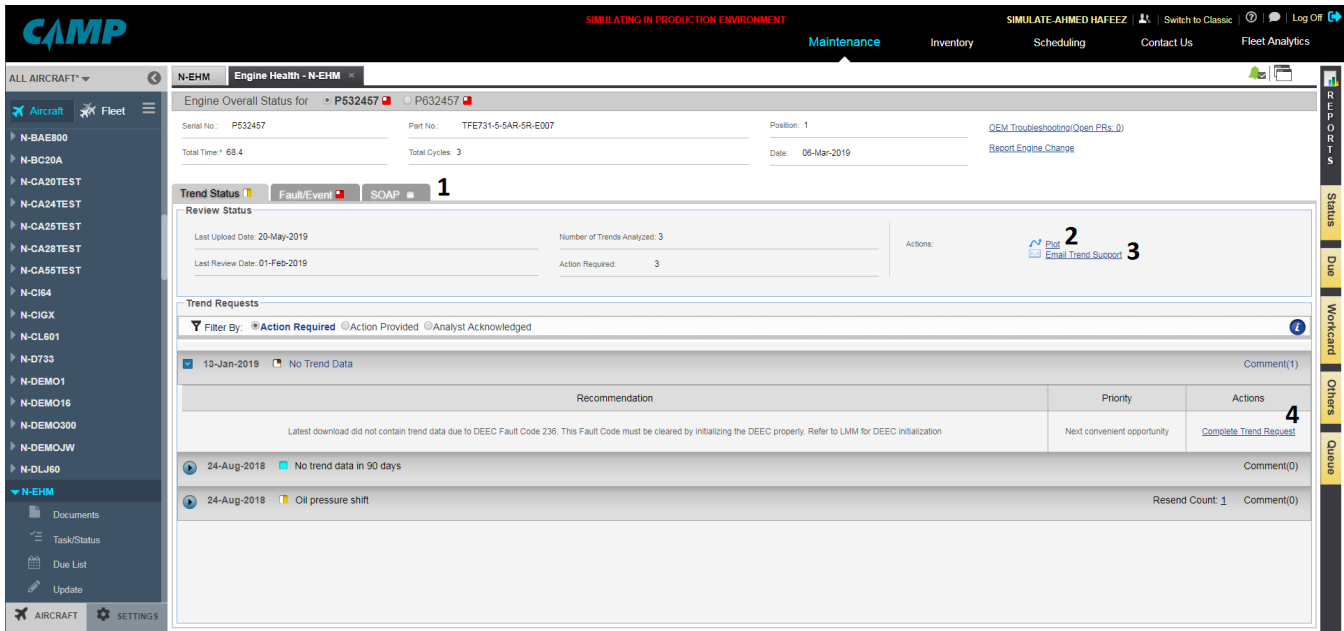 CAMP
SIMULATING IN PRODUCTION ENVIRONMENT
SIMULATE-AHMED HAFEEZ | Switch to Classic | Log Off
Maintenance Inventory Scheduling Contact Us Fleet Analytics
ALL AIRCRAFT*
Aircraft Fleet
N-BAE800
N-BC20A
N-CA20TEST
N-CA24TEST
N-CA25TEST
N-CA28TEST
N-CA55TEST
N-CI64
N-CIGX
N-CL601
N-D733
N-DEMO1
N-DEMO16
N-DEMO300
N-DEMOJW
N-DLJ60
N-EHM
Documents
Task/Status
Due List
Update
AIRCRAFT SETTINGS
N-EHM Engine Health - N-EHM ×
Engine Overall Status for P532457 P632457
Serial No.: P532457 Part No.: TFE731-5-5AR-5R-E007 Position: 1 OEM Troubleshooting(Open PRs: 0)
Total Time:* 68.4 Total Cycles: 3 Date: 06-Mar-2019 Report Engine Change
Trend Status Fault/Event SOAP 1
Review Status
Last Upload Date: 20-May-2019 Number of Trends Analyzed: 3 Actions: Plot 2
Last Review Date: 01-Feb-2019 Action Required: 3 Email Trend Support 3
Trend Requests
Filter By: Action Required Action Provided Analyst Acknowledged i
13-Jan-2019 No Trend Data Comment(1)
Recommendation Priority Actions
4
Latest download did not contain trend data due to DEEC Fault Code 236. This Fault Code must be cleared by initializing the DEEC properly. Refer to LMM for DEEC initialization Next convenient opportunity Complete Trend Request
24-Aug-2018 No trend data in 90 days Comment(0)
24-Aug-2018 Oil pressure shift Resend Count: 1 Comment(0)
REPORTS
Status
Due
Workcard
Others
Queue